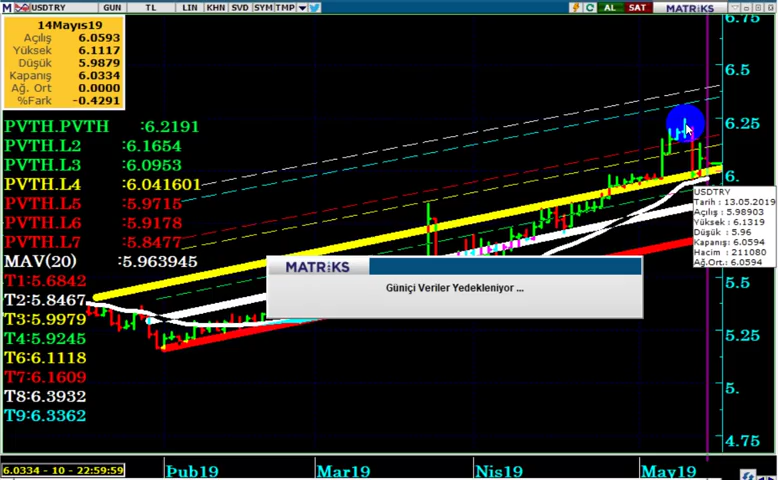 MATRİKS
USDTRY
GÜN
TL
LIN
KHN
SVD
SYM
TMP
AL
SAT
MATRİKS
14Mayıs19
Açılış 6.0593
Yüksek 6.1117
Düşük 5.9879
Kapanış 6.0334
Ağ. Ort 0.0000
%Fark -0.4291
PVTH.PVTH :6.2191
PVTH.L2 :6.1654
PVTH.L3 :6.0953
PVTH.L4 :6.041601
PVTH.L5 :5.9715
PVTH.L6 :5.9178
PVTH.L7 :5.8477
MAV(20) :5.963945
T1:5.6842
T2:5.8467
T3:5.9979
T4:5.9245
T6:6.1118
T7:6.1609
T8:6.3932
T9:6.3362
6.75
6.5
6.25
6.
5.5
5.25
5.
4.75
USDTRY
Tarih : 13.05.2019
Açılış : 5.98903
Yüksek : 6.1319
Düşük : 5.96
Kapanış: 6.0594
Hacim : 211080
Ağ.Ort.: 6.0594
MATRİKS
Güniçi Veriler Yedekleniyor ...
6.0334 - 10 - 22:59:59
Şub19
Mar19
Nis19
May19